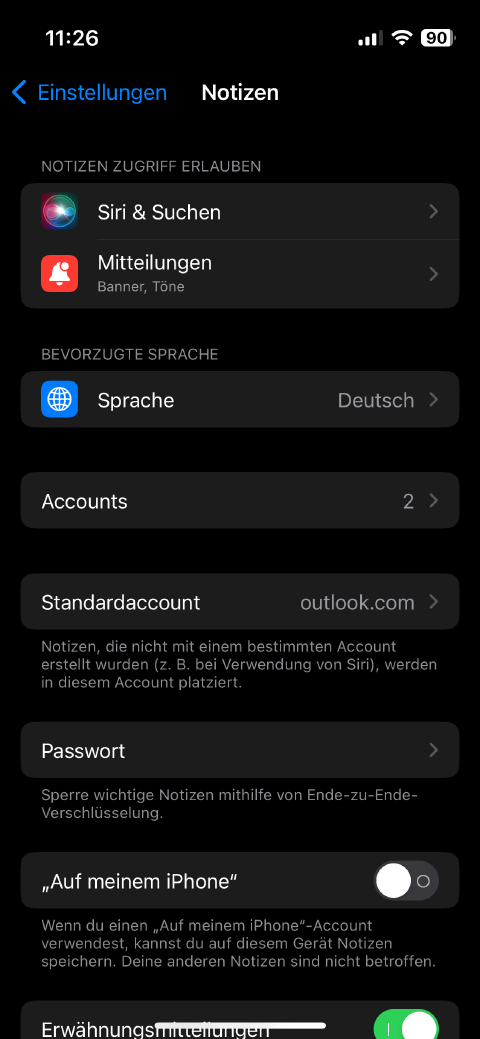 11:26
90
Einstellungen
Notizen
NOTIZEN ZUGRIFF ERLAUBEN
Siri & Suchen
Mitteilungen
Banner, Töne
BEVORZUGTE SPRACHE
Sprache
Deutsch
Accounts
2
Standardaccount
outlook.com
Notizen, die nicht mit einem bestimmten Account
erstellt wurden (z. B. bei Verwendung von Siri), werden
in diesem Account platziert.
Passwort
Sperre wichtige Notizen mithilfe von Ende-zu-Ende-
Verschlüsselung.
„Auf meinem iPhone“
Wenn du einen „Auf meinem iPhone“-Account
verwendest, kannst du auf diesem Gerät Notizen
speichern. Deine anderen Notizen sind nicht betroffen.
Erwähnungsmitteilungen